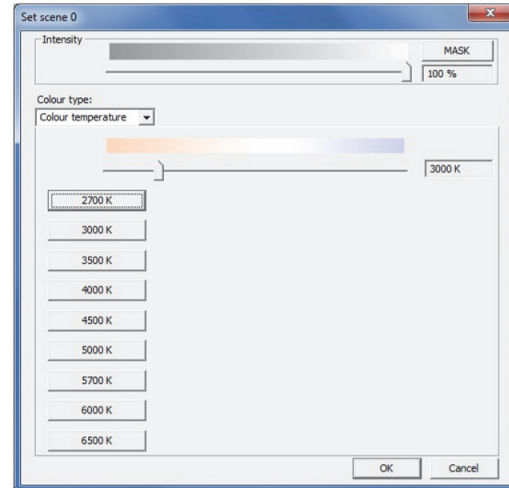 Set scene 0
Intensity
MASK
100 %
Colour type:
Colour temperature
3000 K
2700 K
3000 K
3500 K
4000 K
4500 K
5000 K
5700 K
6000 K
6500 K
OK Cancel